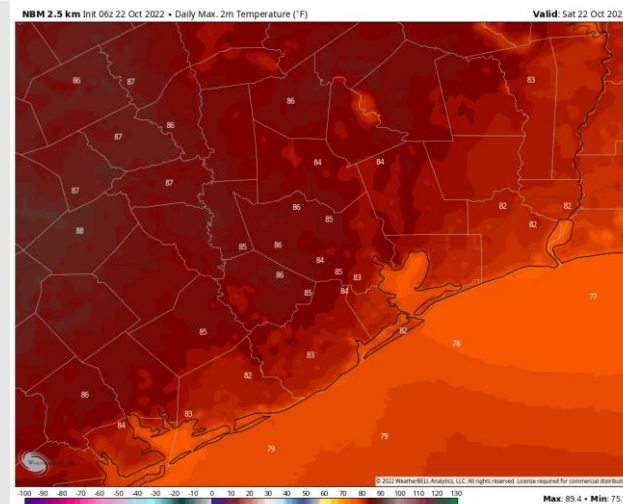 NBM 2.5 km Init 06z 22 Oct 2022 • Daily Max. 2m Temperature (°F)
Valid: Sat 22 Oct 202
86 87 83
86
86
87
84 84
87 87
86 82 82
85 82
88
85 86
84
86 85 83
85 84
77
82
85 78
83
82
86
83
84
79
79
© 2022 WeatherBELL Analytics, LLC. All rights reserved. License required for commercial distribut
-100 -90 -80 -70 -60 -50 -40 -30 -20 -10 0 10 20 30 40 50 60 70 80 90 100 110 120 130
Max: 89.4 • Min: 75.